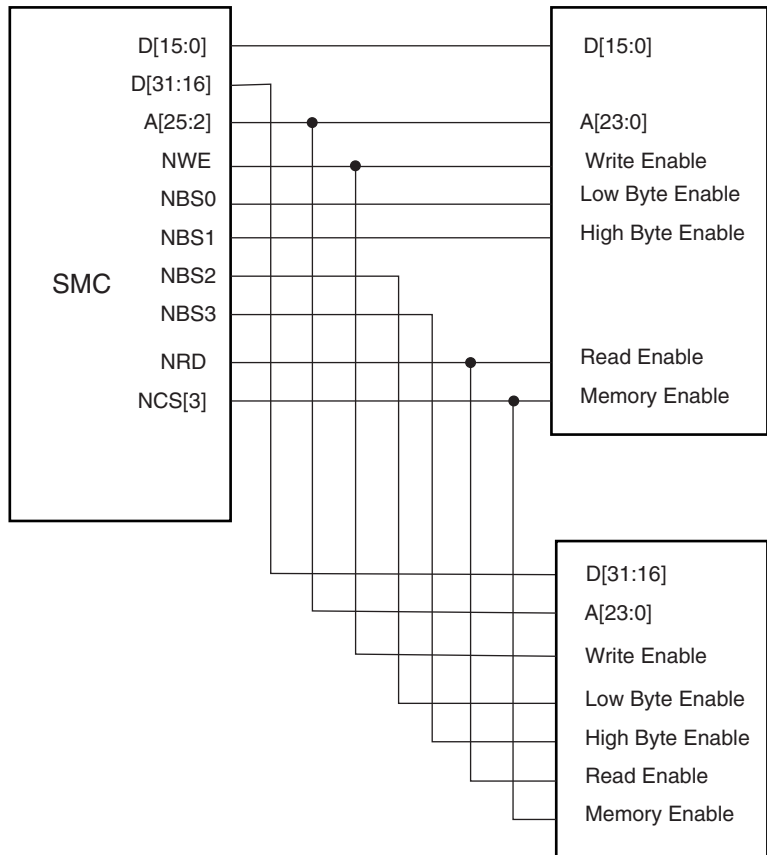 D[15:0]
D[31:16]
A[25:2]
NWE
NBS0
NBS1
NBS2
NBS3
NRD
NCS[3]
SMC
D[15:0]
A[23:0]
Write Enable
Low Byte Enable
High Byte Enable
Read Enable
Memory Enable
D[31:16]
A[23:0]
Write Enable
Low Byte Enable
High Byte Enable
Read Enable
Memory Enable